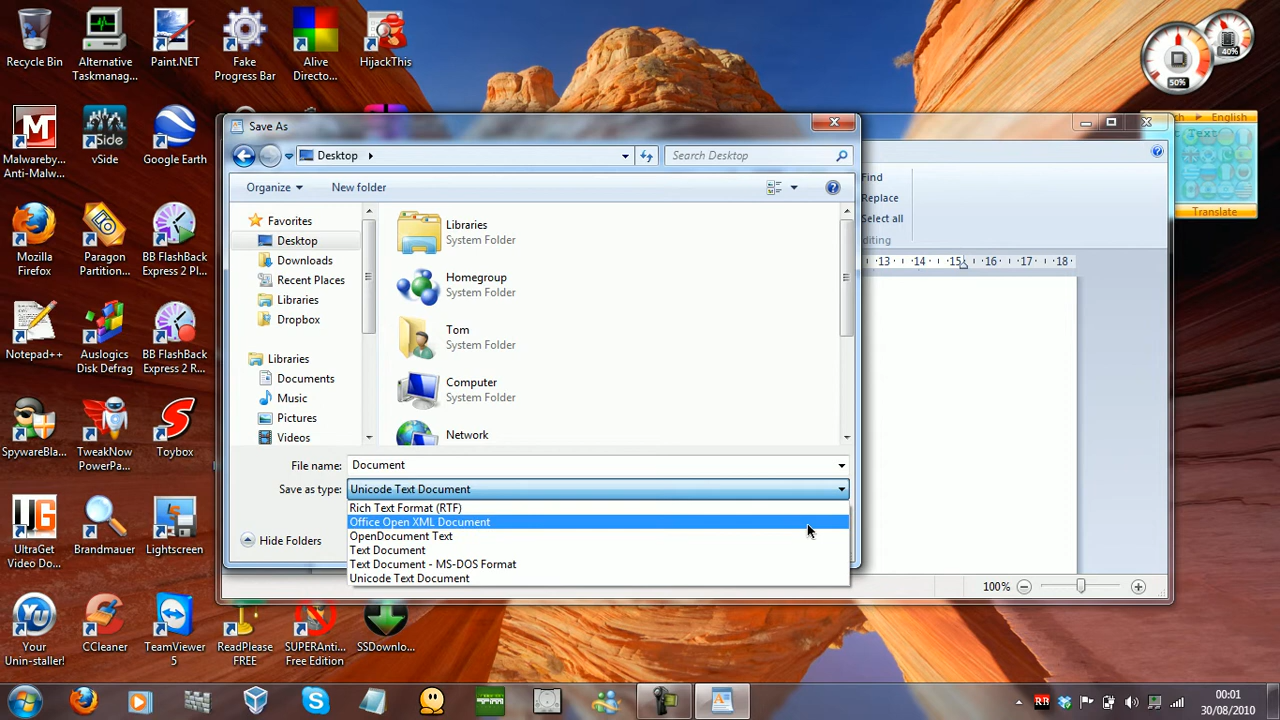 Recycle Bin
Alternative
Taskmanag...
Paint.NET
Fake
Progress Bar
Alive
Directo...
HijackThis
40%
50%
Malwareby...
Anti-Malw...
vSide
Google Earth
Save As
English
Desktop
Search Desktop
Translate
Organize
New folder
Find
Replace
Select all
Mozilla
Firefox
Paragon
Partition...
BB FlashBack
Express 2 Pl...
Favorites
Desktop
Downloads
Recent Places
Libraries
Dropbox
Libraries
Documents
Music
Pictures
Videos
Libraries
System Folder
Homegroup
System Folder
Tom
System Folder
Computer
System Folder
Network
13 14 15 16 17 18
Notepad++
Auslogics
Disk Defrag
BB FlashBack
Express 2 R...
SpywareBla...
TweakNow
PowerPa...
Toybox
File name:
Document
Save as type:
Unicode Text Document
Rich Text Format (RTF)
Office Open XML Document
OpenDocument Text
Text Document
Text Document - MS-DOS Format
Unicode Text Document
Hide Folders
100%
UltraGet
Video Do...
Brandmauer
Lightscreen
Your
Unin-staller!
CCleaner
TeamViewer
5
ReadPlease
FREE
SUPERAnti...
Free Edition
SSDownlo...
00:01
30/08/2010